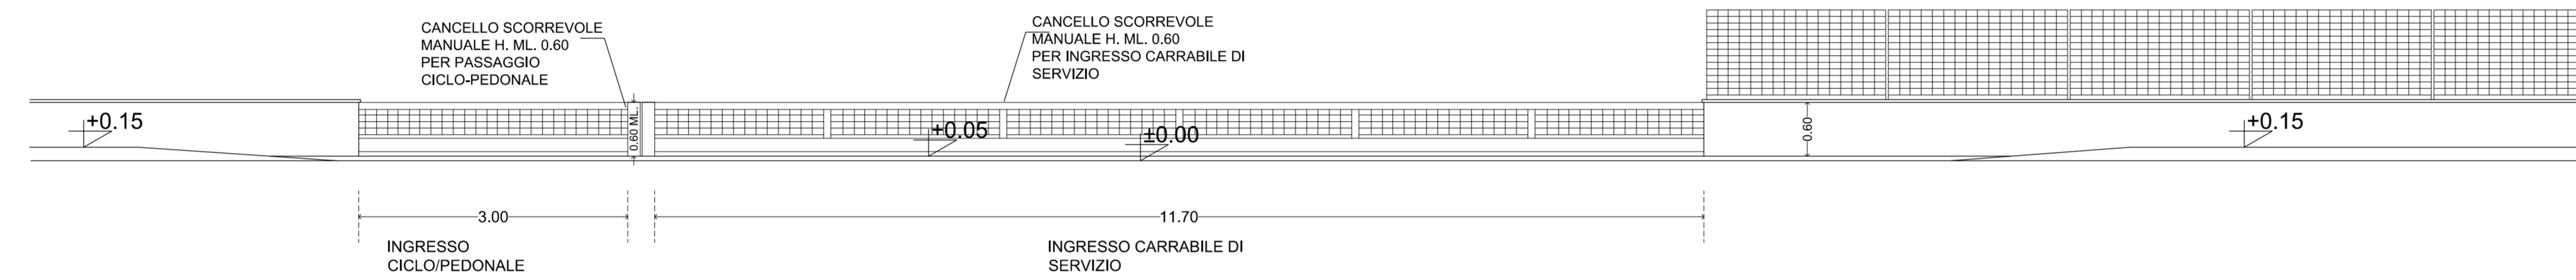 CANCELLO SCORREVOLE
MANUALE H. ML. 0.60
PER PASSAGGIO
CICLO-PEDONALE
CANCELLO SCORREVOLE
MANUALE H. ML. 0.60
PER INGRESSO CARRABILE DI
SERVIZIO
+0.15
0.60 ML.
+0.05
±0.00
0.60
+0.15
3.00
11.70
INGRESSO
CICLO/PEDONALE
INGRESSO CARRABILE DI
SERVIZIO